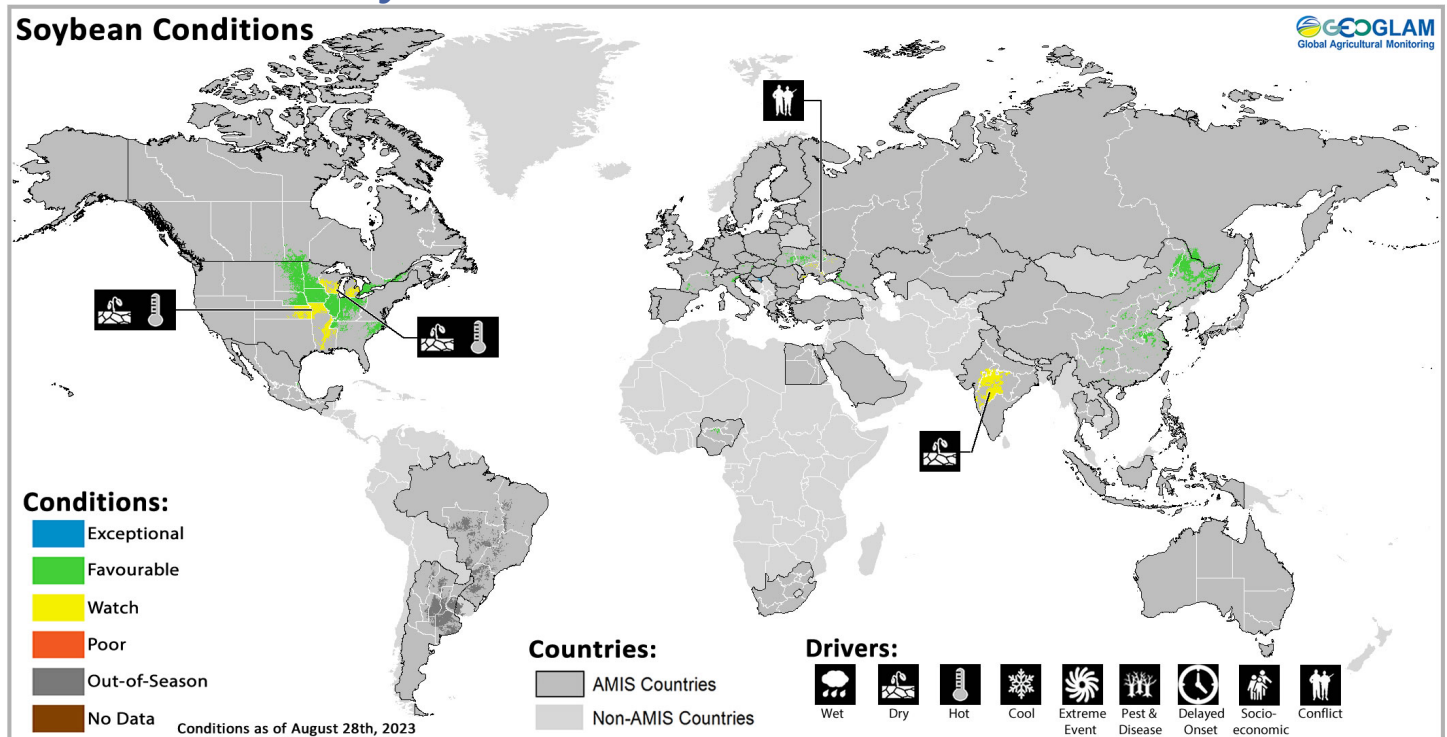 Soybean Conditions
GEOGLAM
Global Agricultural Monitoring
Conditions:
Exceptional
Favourable
Watch
Poor
Out-of-Season
No Data
Conditions as of August 28th, 2023
Countries:
AMIS Countries
Non-AMIS Countries
Drivers:
Wet
Dry
Hot
Cool
Extreme
Event
Pest &
Disease
Delayed
Onset
Socio-
economic
Conflict